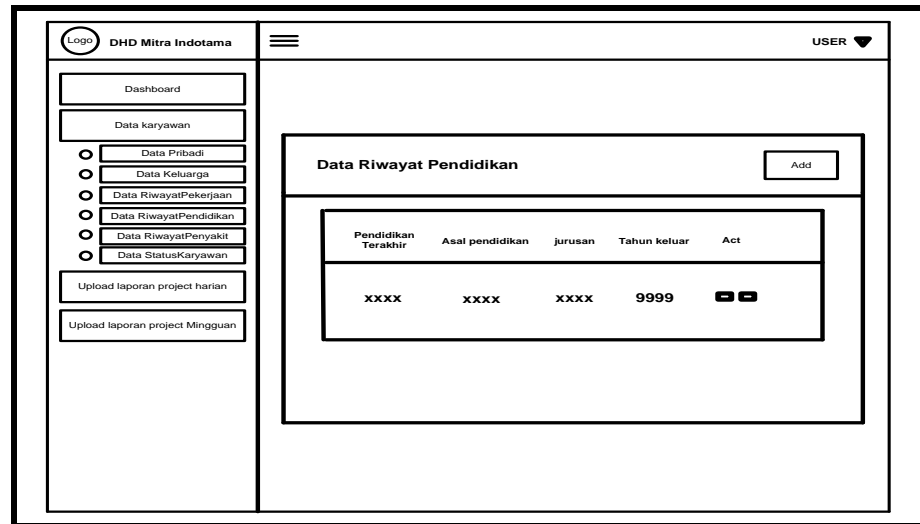 Logo
DHD Mitra Indotama
USER
Dashboard
Data karyawan
Data Pribadi
Data Keluarga
Data RiwayatPekerjaan
Data RiwayatPendidikan
Data RiwayatPenyakit
Data StatusKaryawan
Upload laporan project harian
Upload laporan project Mingguan
Data Riwayat Pendidikan
Add
Pendidikan
Terakhir
Asal pendidikan
jurusan
Tahun keluar
Act
xxxx
xxxx
xxxx
9999